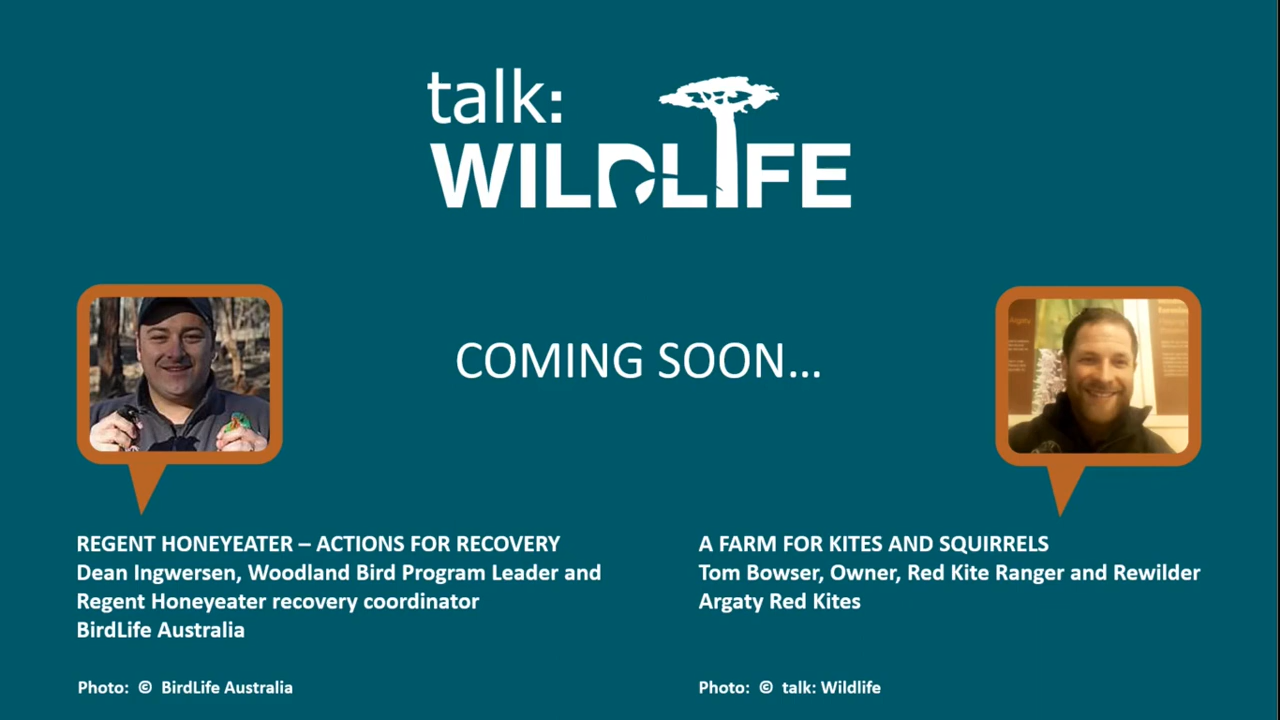 talk:
WILDLIFE
COMING SOON...
REGENT HONEYEATER – ACTIONS FOR RECOVERY
Dean Ingwersen, Woodland Bird Program Leader and
Regent Honeyeater recovery coordinator
BirdLife Australia
Photo: © BirdLife Australia
A FARM FOR KITES AND SQUIRRELS
Tom Bowser, Owner, Red Kite Ranger and Rewilder
Argaty Red Kites
Photo: © talk: Wildlife